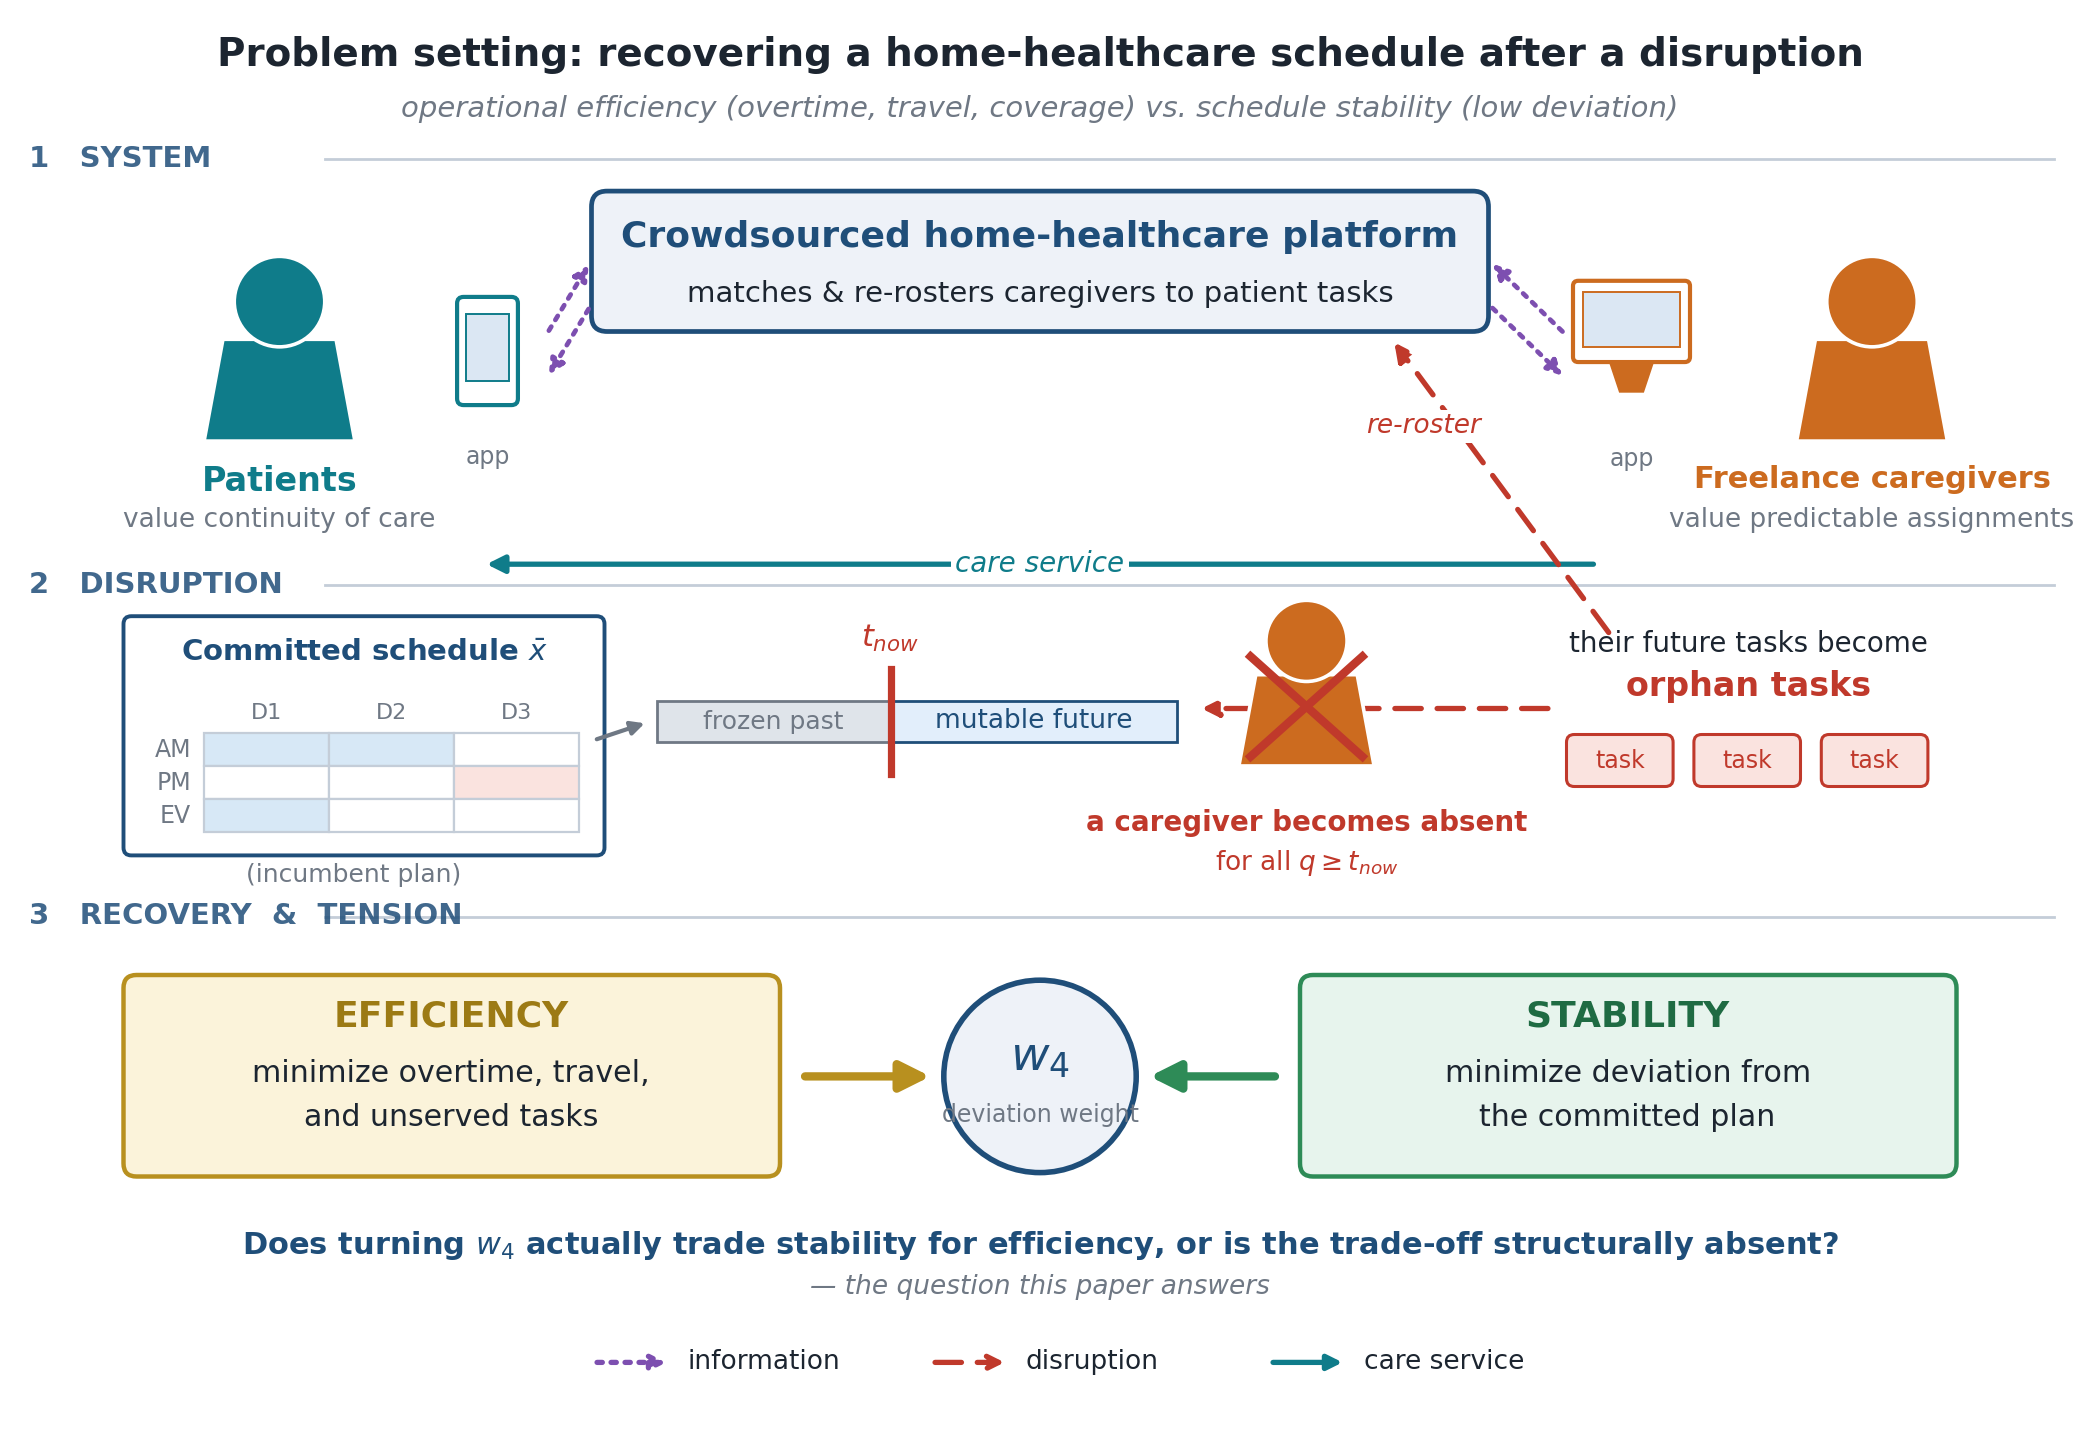 Problem setting: recovering a home-healthcare schedule after a disruption
operational efficiency (overtime, travel, coverage) vs. schedule stability (low deviation)
1 SYSTEM
Crowdsourced home-healthcare platform
matches & re-rosters caregivers to patient tasks
re-roster
app
app
Patients
value continuity of care
Freelance caregivers
value predictable assignments
care service
2 DISRUPTION
Committed schedule x̄
D1 D2 D3
AM
PM
EV
(incumbent plan)
t_now
frozen past
mutable future
a caregiver becomes absent
for all q ≥ t_now
their future tasks become
orphan tasks
task task task
3 RECOVERY & TENSION
EFFICIENCY
minimize overtime, travel,
and unserved tasks
w₄
deviation weight
STABILITY
minimize deviation from
the committed plan
Does turning w₄ actually trade stability for efficiency, or is the trade-off structurally absent?
— the question this paper answers
information
disruption
care service